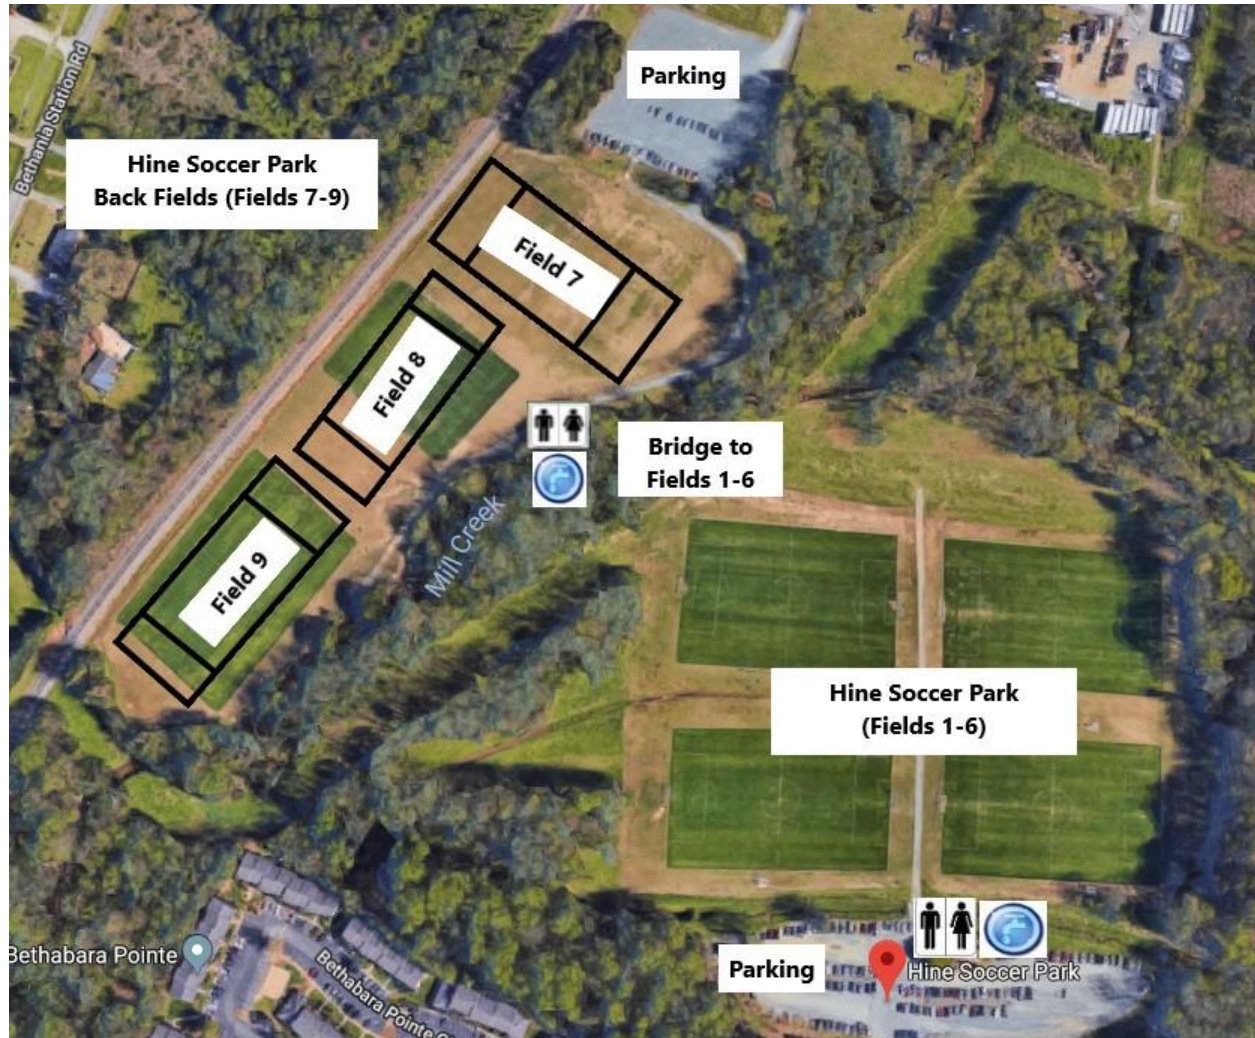 Parking
Bethania Station Rd
Hine Soccer Park
Back Fields (Fields 7-9)
Field 7
Field 8
Bridge to
Fields 1-6
Mill Creek
Field 9
Hine Soccer Park
(Fields 1-6)
Bethabara Pointe
Bethabara Pointe
Parking
Hine Soccer Park